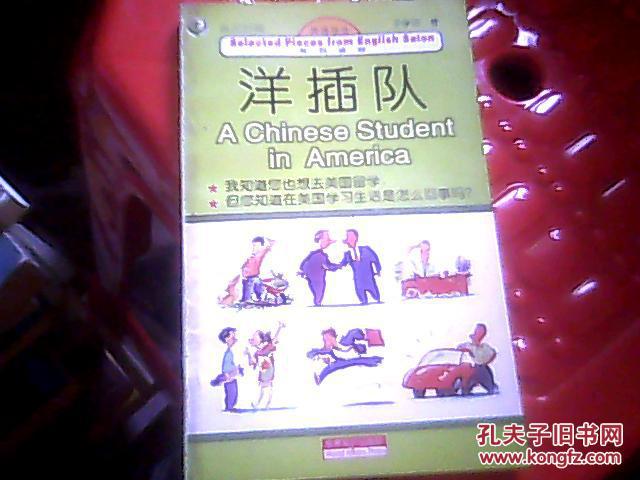 Selected Pieces from English Salon
洋插队
A Chinese Student
in America
★ 我知道您也想去美国留学,
★ 但你知道在美国学习生活是怎么回事吗?
孔夫子旧书网
www.kongfz.com